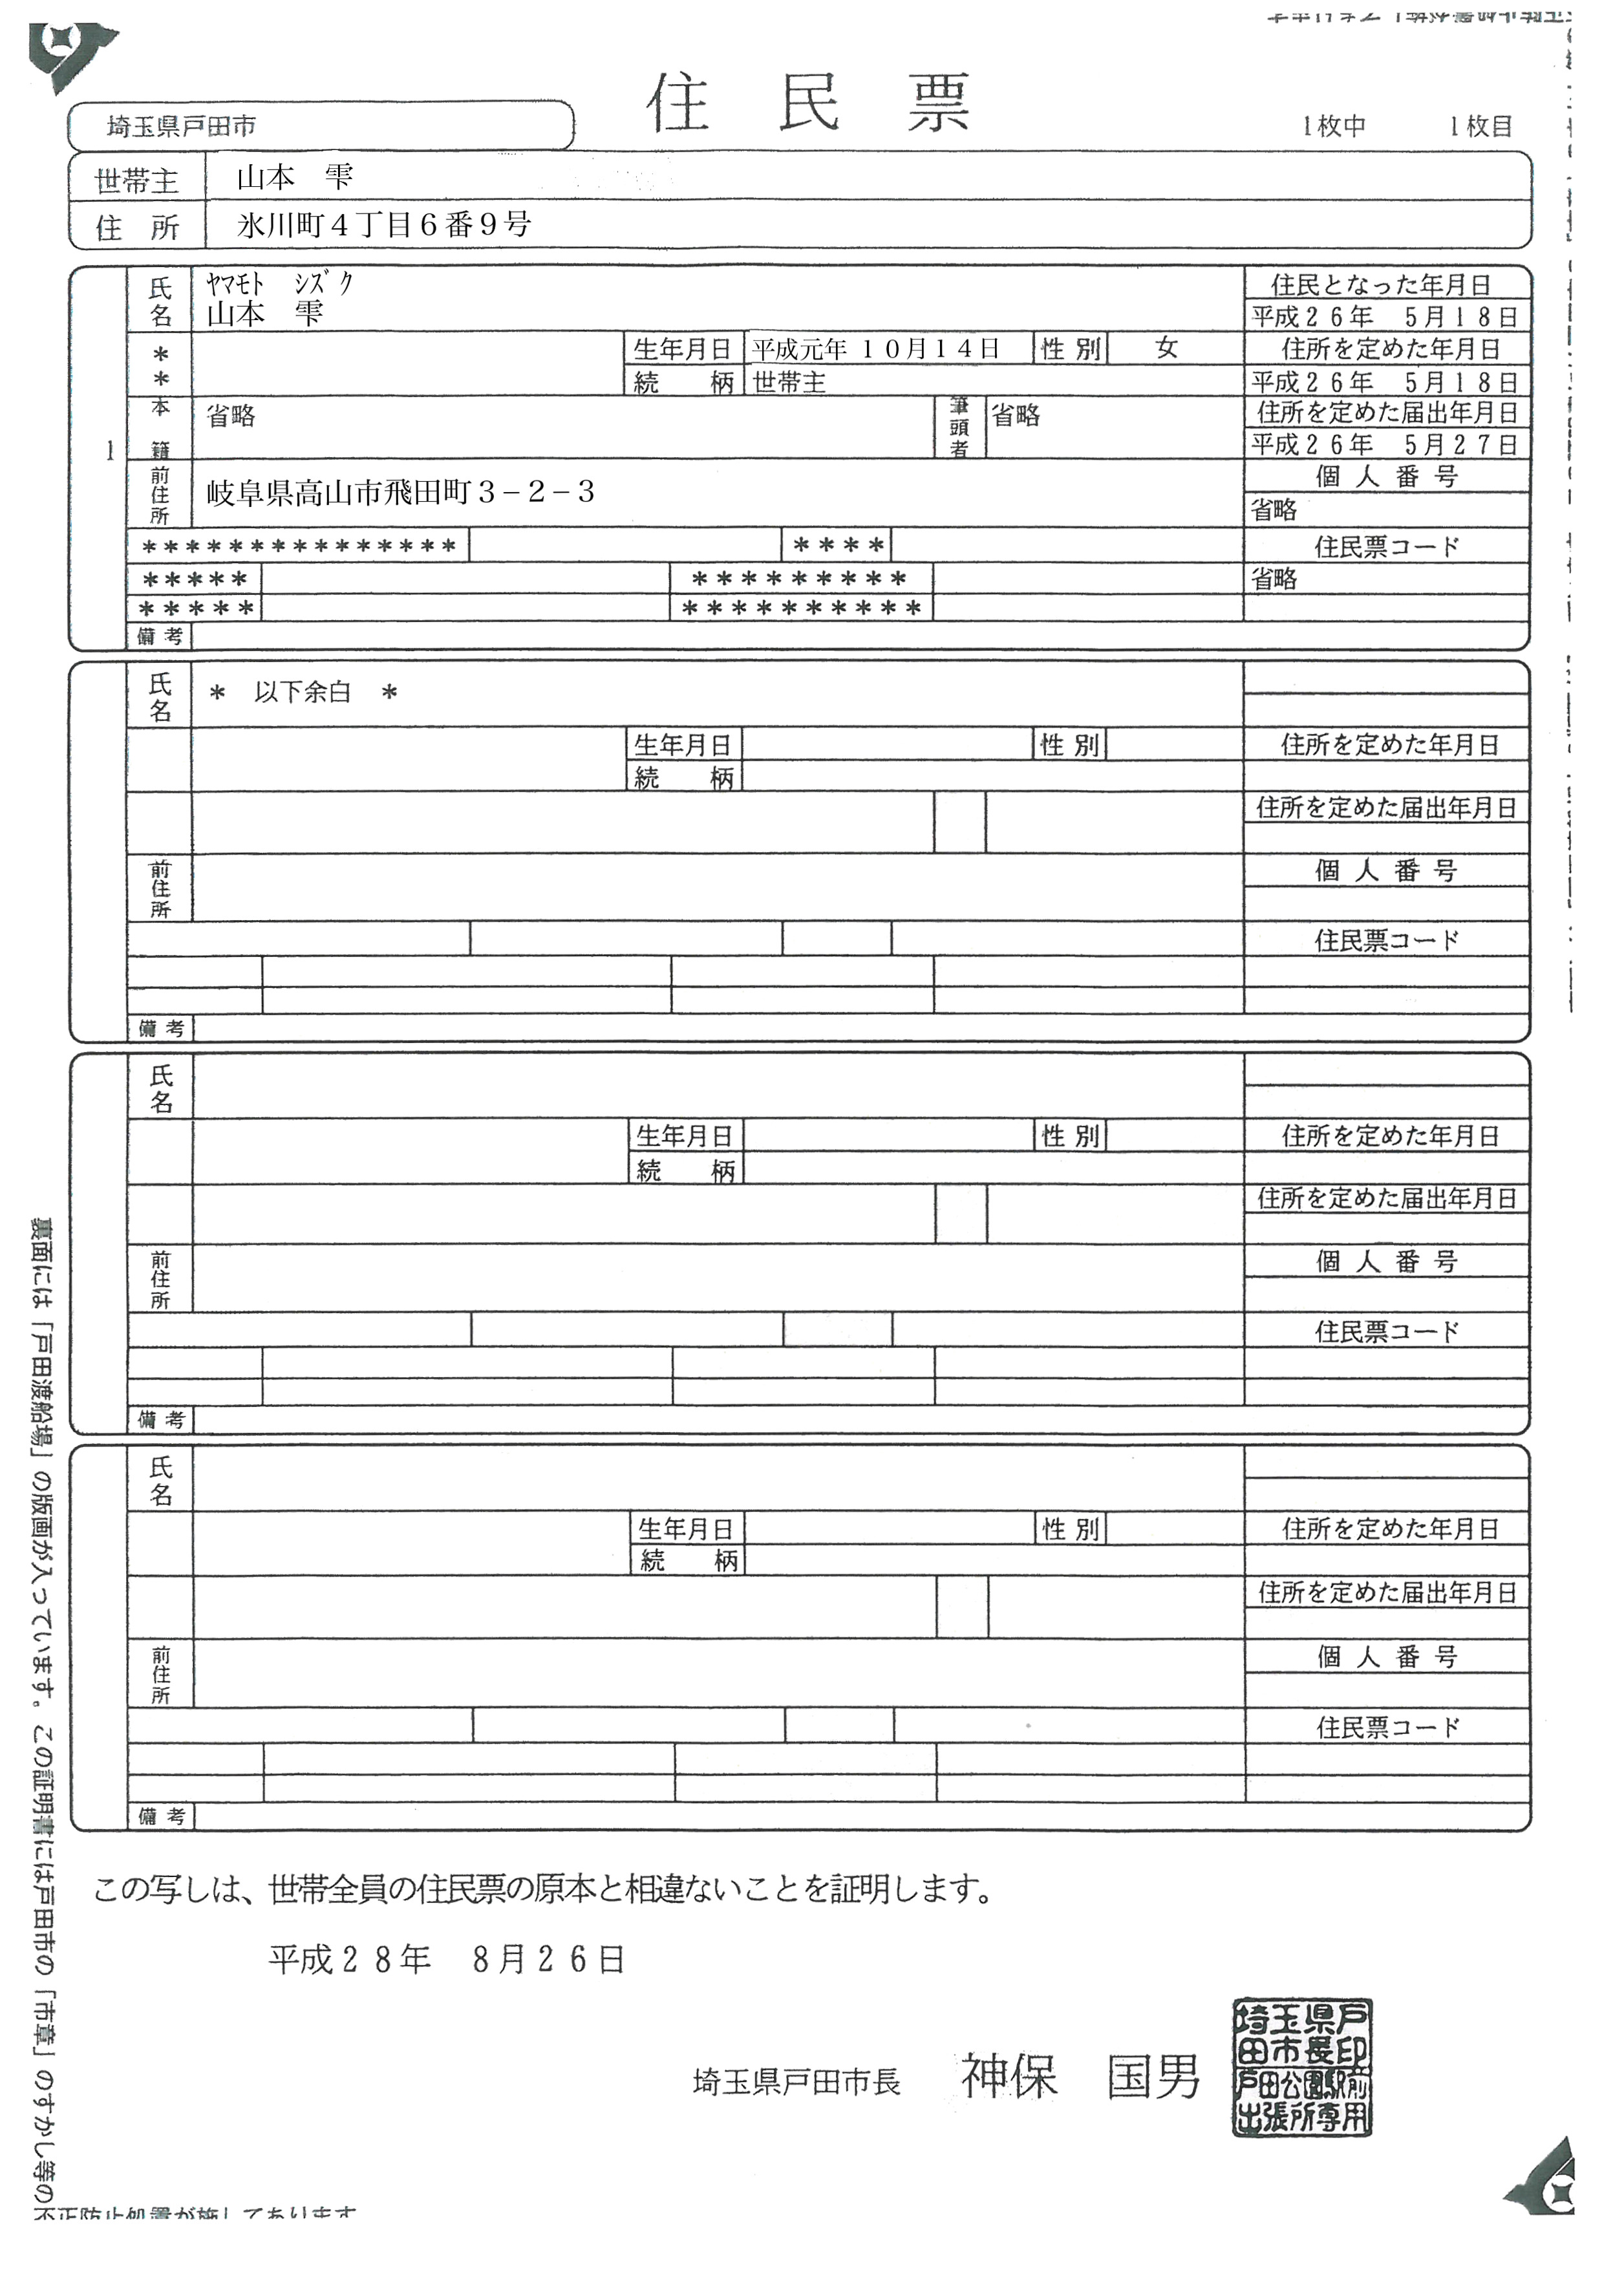 住民票
埼玉県戸田市
1枚中 1枚目
世帯主 山本 雫
住所 氷川町4丁目6番9号
1
氏名 ﾔﾏﾓﾄ ｼｽﾞｸ
山本 雫
住民となった年月日
平成26年 5月18日
** 生年月日 平成元年 10月14日 性別 女
住所を定めた年月日
続柄 世帯主
平成26年 5月18日
本籍 省略 筆頭者 省略
住所を定めた届出年月日
平成26年 5月27日
前住所 岐阜県高山市飛田町3−2−3
個人番号
省略
*************** ****
住民票コード
***** *********
省略
***** **********
備考
氏名 * 以下余白 *
生年月日 性別 住所を定めた年月日
続柄
住所を定めた届出年月日
前住所 個人番号
住民票コード
備考
氏名
生年月日 性別 住所を定めた年月日
続柄
住所を定めた届出年月日
前住所 個人番号
住民票コード
備考
氏名
生年月日 性別 住所を定めた年月日
続柄
住所を定めた届出年月日
前住所 個人番号
住民票コード
備考
この写しは、世帯全員の住民票の原本と相違ないことを証明します。
平成28年 8月26日
埼玉県戸田市長 神保 国男
埼玉県戸
田市長印
戸田公園駅前
出張所専用
裏面には「戸田渡船場」の版画が入っています。この証明書には戸田市の「市章」のすかし等の
不正防止処置が施してあります